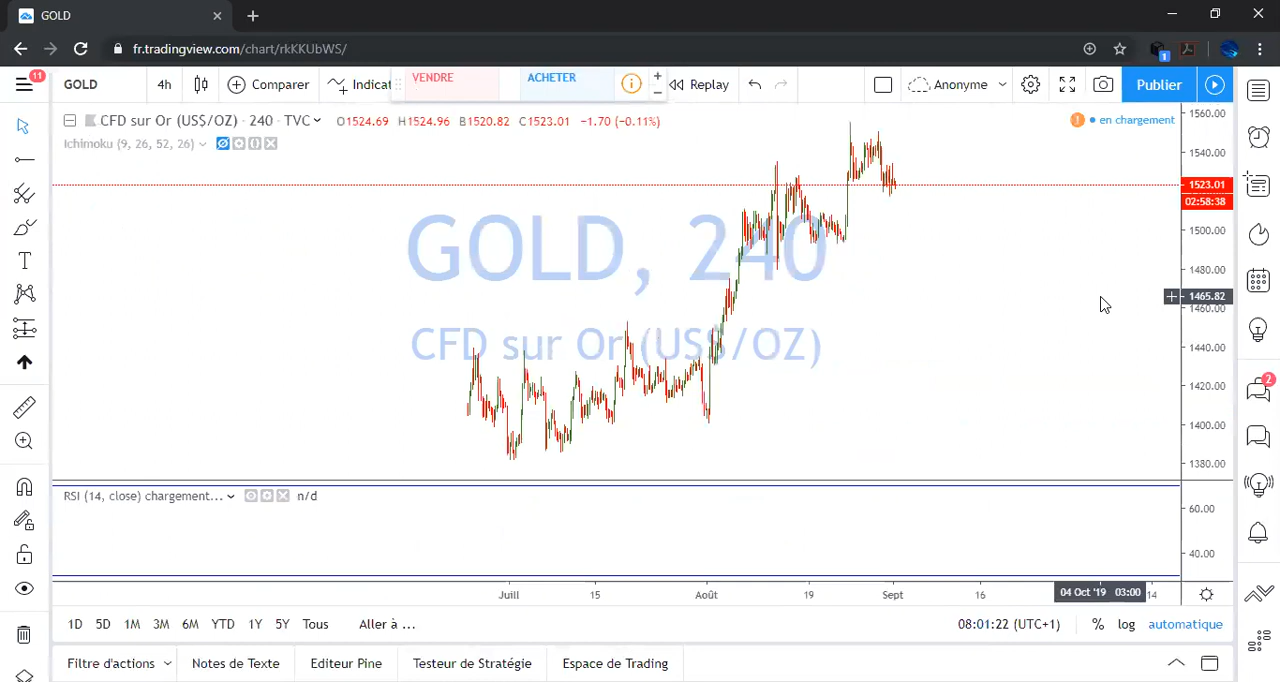 GOLD
fr.tradingview.com/chart/rkKKUbWS/
1
11
GOLD
4h
Comparer
Indicat
VENDRE
ACHETER
Replay
Anonyme
Publier
CFD sur Or (US$/OZ) · 240 · TVC
O1524.69 H1524.96 B1520.82 C1523.01 −1.70 (−0.11%)
en chargement
Ichimoku (9, 26, 52, 26)
GOLD, 240
CFD sur Or (US$/OZ)
1560.00
1540.00
1523.01
02:58:38
1500.00
1480.00
1465.82
1460.00
1440.00
1420.00
1400.00
1380.00
2
RSI (14, close) chargement... n/d
60.00
40.00
Juill 15 Août 19 Sept 16 04 Oct '19 03:00 14
1D 5D 1M 3M 6M YTD 1Y 5Y Tous Aller à ... 08:01:22 (UTC+1) % log automatique
Filtre d'actions Notes de Texte Editeur Pine Testeur de Stratégie Espace de Trading